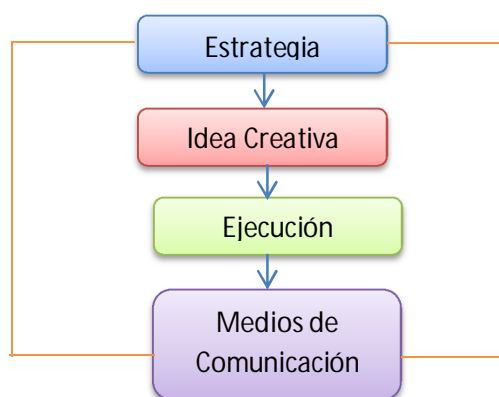 Estrategia
Idea Creativa
Ejecución
Medios de
Comunicación